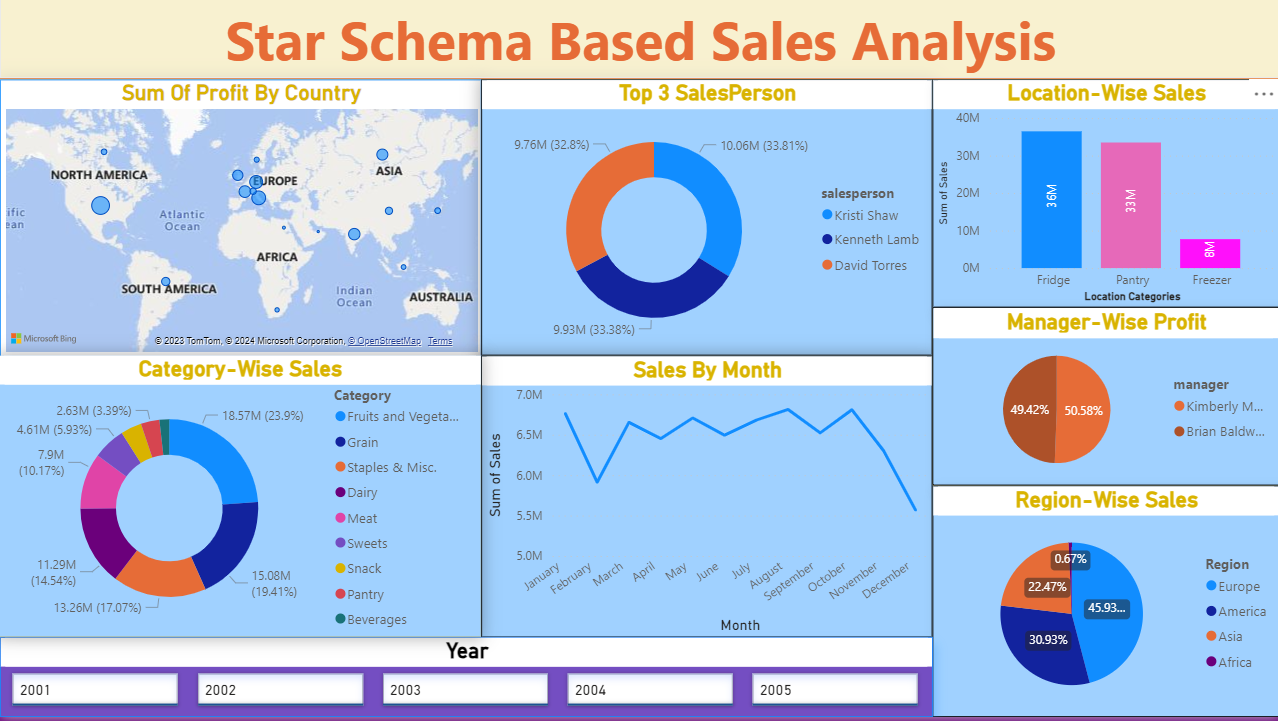 Star Schema Based Sales Analysis
Sum Of Profit By Country
NORTH AMERICA
EUROPE
ASIA
Atlantic
Ocean
AFRICA
SOUTH AMERICA
Indian
Ocean
AUSTRALIA
Microsoft Bing
© 2023 TomTom, © 2024 Microsoft Corporation, © OpenStreetMap Terms
Top 3 SalesPerson
9.76M (32.8%)
10.06M (33.81%)
9.93M (33.38%)
salesperson
Kristi Shaw
Kenneth Lamb
David Torres
Location-Wise Sales
...
Sum of Sales
40M
30M
20M
10M
0M
36M
33M
8M
Fridge
Pantry
Freezer
Location Categories
Manager-Wise Profit
49.42%
50.58%
manager
Kimberly M...
Brian Baldw...
Category-Wise Sales
2.63M (3.39%)
4.61M (5.93%)
7.9M
(10.17%)
11.29M
(14.54%)
13.26M (17.07%)
15.08M
(19.41%)
18.57M (23.9%)
Category
Fruits and Vegeta...
Grain
Staples & Misc.
Dairy
Meat
Sweets
Snack
Pantry
Beverages
Sales By Month
Sum of Sales
7.0M
6.5M
6.0M
5.5M
5.0M
January
February
March
April
May
June
July
August
September
October
November
December
Month
Region-Wise Sales
0.67%
22.47%
45.93...
30.93%
Region
Europe
America
Asia
Africa
Year
2001
2002
2003
2004
2005